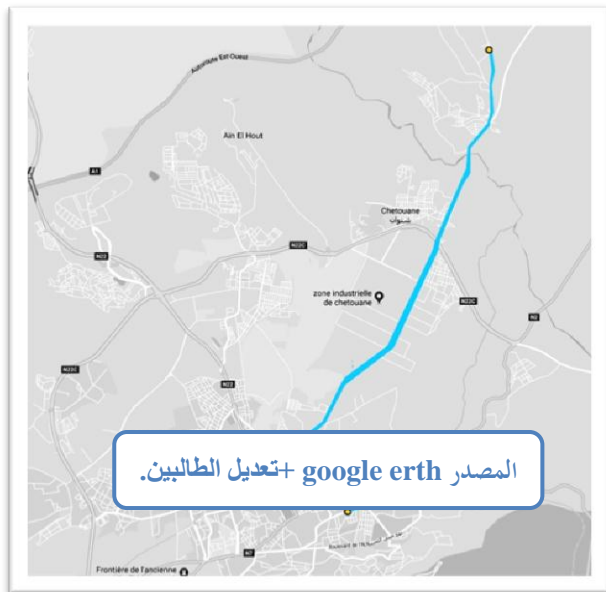 Autoroute Est-Ouest
Ain El Hout
A1
Chetouane
شتوان
N22
N22C
zone industrielle
de chetouane
N22C
N2
N22C
N22
المصدر google erth +تعديل الطالبين.
N7
Frontière de l'ancienne